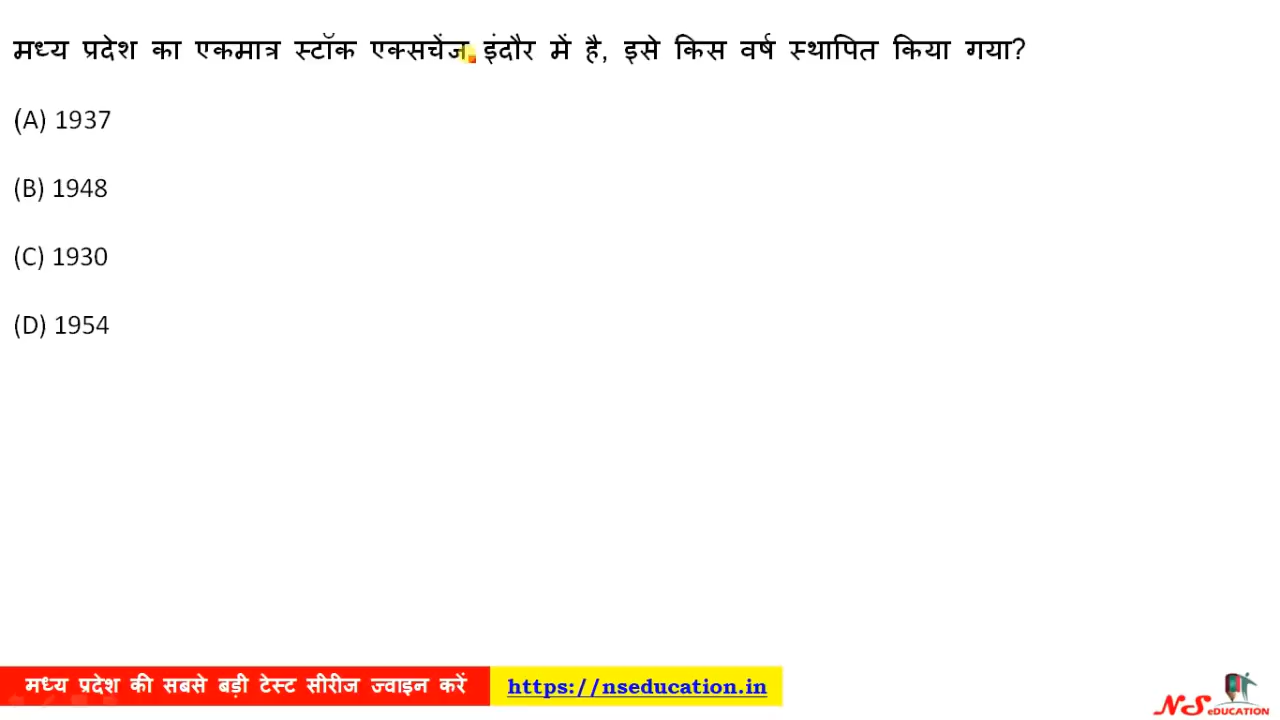 मध्य प्रदेश का एकमात्र स्टॉक एक्सचेंज इंदौर में है, इसे किस वर्ष स्थापित किया गया?
(A) 1937
(B) 1948
(C) 1930
(D) 1954
मध्य प्रदेश की सबसे बड़ी टेस्ट सीरीज ज्वाइन करें https://nseducation.in
NS eDUCATION